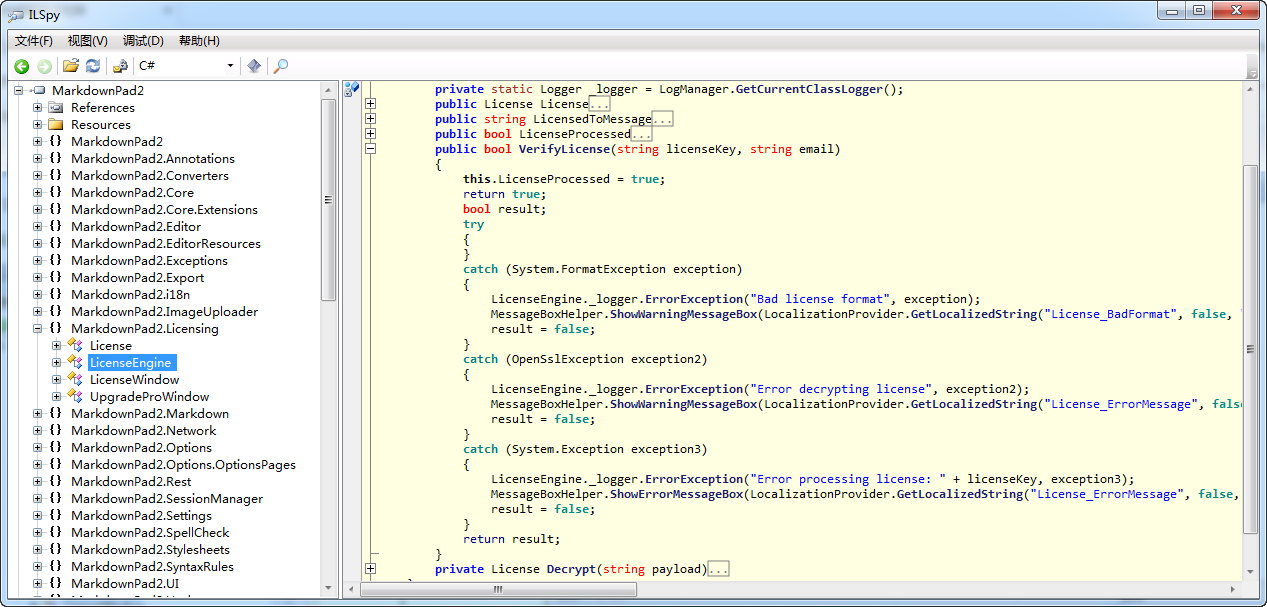 ILSpy
文件(F) 视图(V) 调试(D) 帮助(H)
C#
MarkdownPad2
References
Resources
{} MarkdownPad2
{} MarkdownPad2.Annotations
{} MarkdownPad2.Converters
{} MarkdownPad2.Core
{} MarkdownPad2.Core.Extensions
{} MarkdownPad2.Editor
{} MarkdownPad2.EditorResources
{} MarkdownPad2.Exceptions
{} MarkdownPad2.Export
{} MarkdownPad2.i18n
{} MarkdownPad2.ImageUploader
{} MarkdownPad2.Licensing
License
LicenseEngine
LicenseWindow
UpgradeProWindow
{} MarkdownPad2.Markdown
{} MarkdownPad2.Network
{} MarkdownPad2.Options
{} MarkdownPad2.Options.OptionsPages
{} MarkdownPad2.Rest
{} MarkdownPad2.SessionManager
{} MarkdownPad2.Settings
{} MarkdownPad2.SpellCheck
{} MarkdownPad2.Stylesheets
{} MarkdownPad2.SyntaxRules
{} MarkdownPad2.UI
private static Logger _logger = LogManager.GetCurrentClassLogger();
public License License...
public string LicensedToMessage...
public bool LicenseProcessed...
public bool VerifyLicense(string licenseKey, string email)
{
this.LicenseProcessed = true;
return true;
bool result;
try
{
}
catch (System.FormatException exception)
{
LicenseEngine._logger.ErrorException("Bad license format", exception);
MessageBoxHelper.ShowWarningMessageBox(LocalizationProvider.GetLocalizedString("License_BadFormat", false, "
result = false;
}
catch (OpenSslException exception2)
{
LicenseEngine._logger.ErrorException("Error decrypting license", exception2);
MessageBoxHelper.ShowWarningMessageBox(LocalizationProvider.GetLocalizedString("License_ErrorMessage", fals
result = false;
}
catch (System.Exception exception3)
{
LicenseEngine._logger.ErrorException("Error processing license: " + licenseKey, exception3);
MessageBoxHelper.ShowErrorMessageBox(LocalizationProvider.GetLocalizedString("License_ErrorMessage", false,
result = false;
}
return result;
}
private License Decrypt(string payload)...